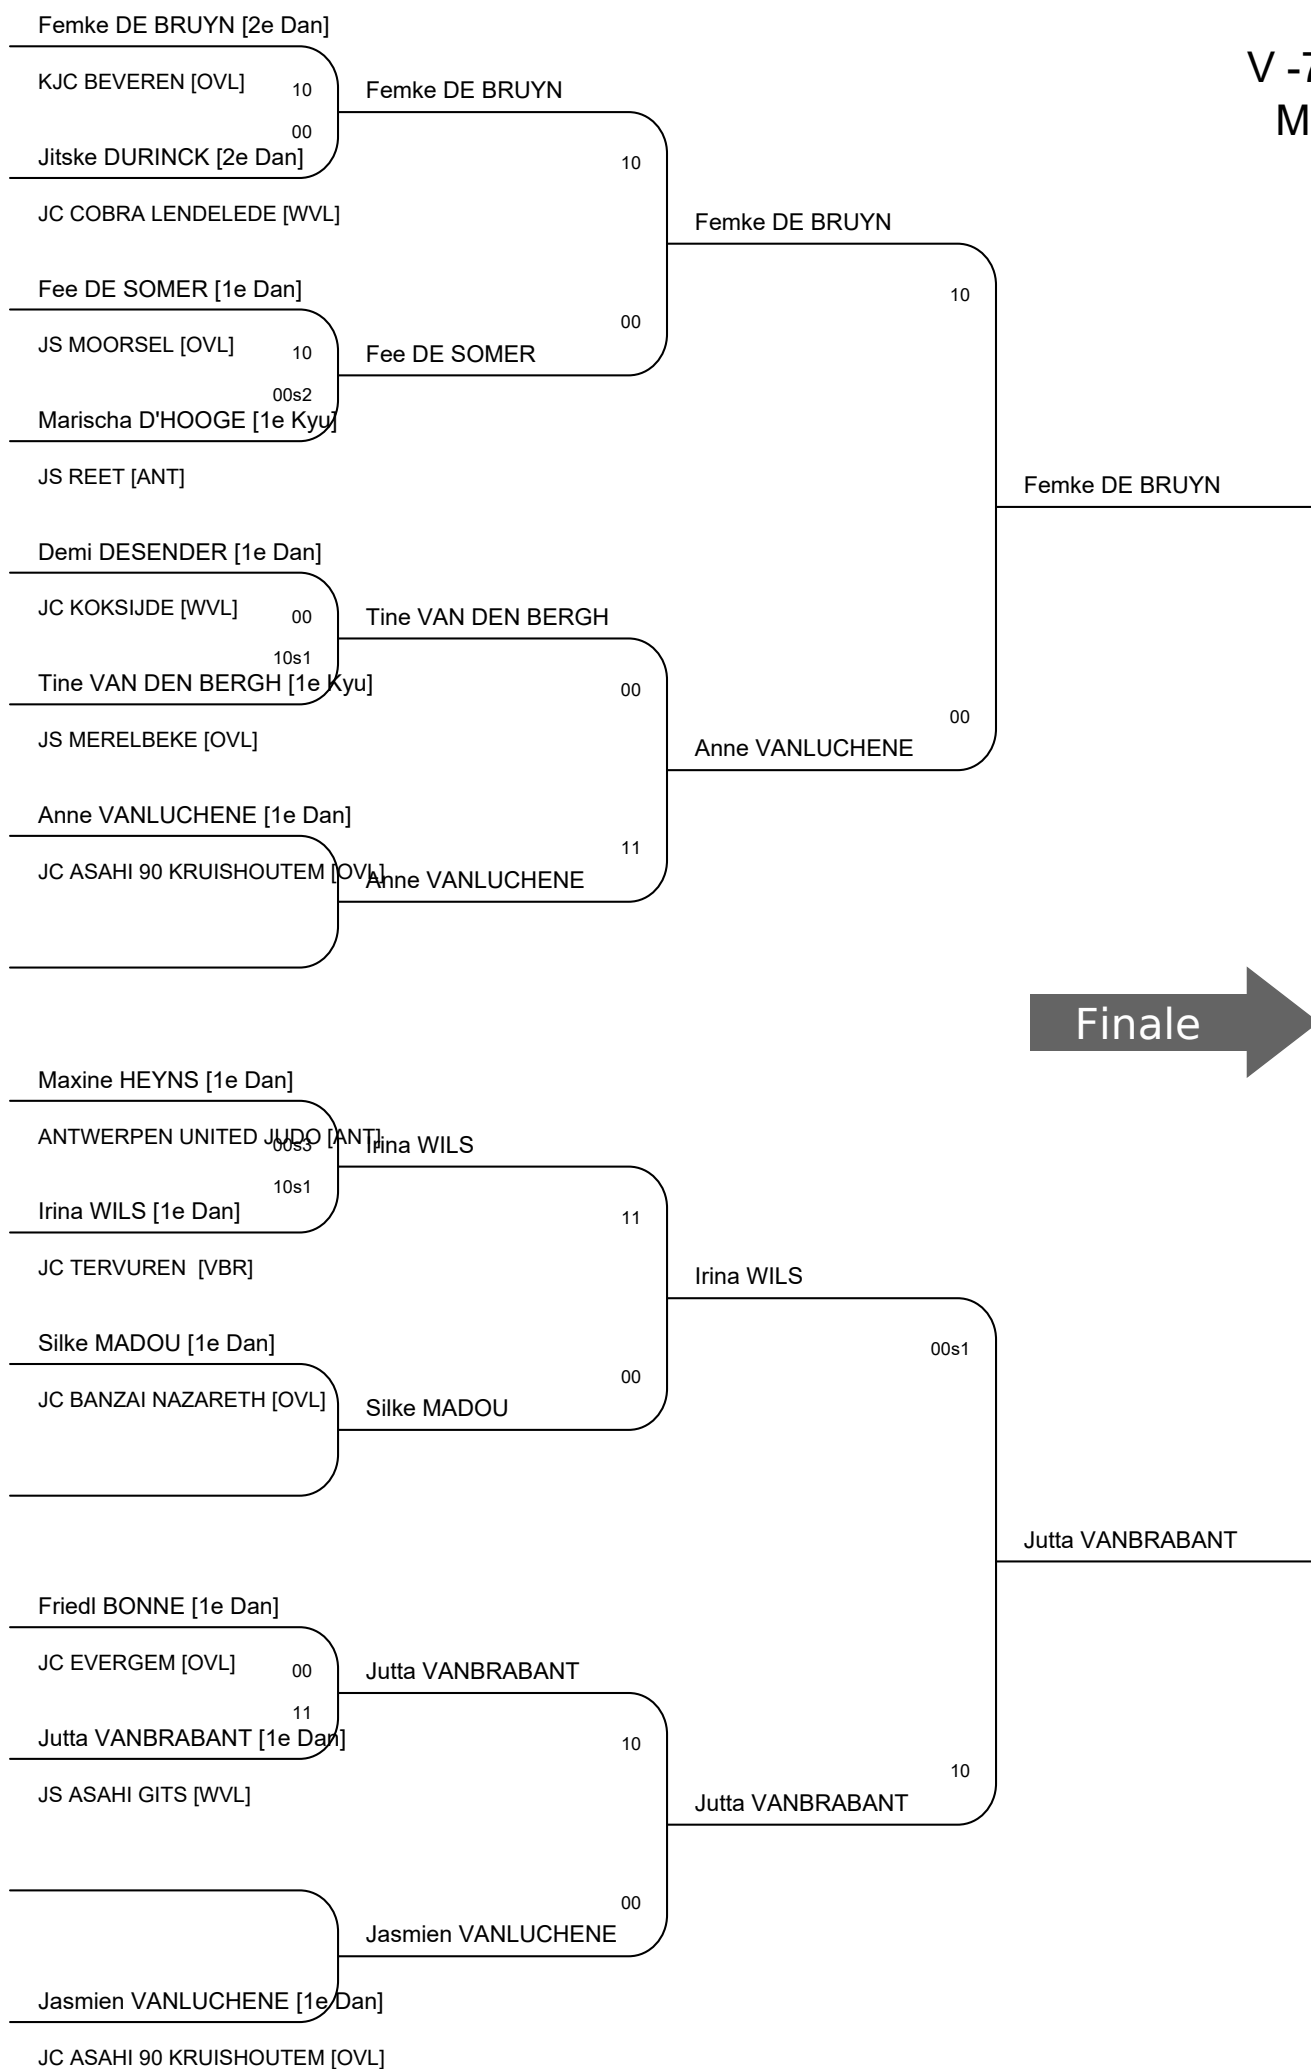 Femke DE BRUYN [2e Dan]
V -7
KJC BEVEREN [OVL]
10
Femke DE BRUYN
M
00
Jitske DURINCK [2e Dan]
10
JC COBRA LENDELEDE [WVL]
Femke DE BRUYN
Fee DE SOMER [1e Dan]
10
00
JS MOORSEL [OVL]
10
Fee DE SOMER
00s2
Marischa D'HOOGE [1e Kyu]
JS REET [ANT]
Femke DE BRUYN
Demi DESENDER [1e Dan]
JC KOKSIJDE [WVL]
00
Tine VAN DEN BERGH
10s1
Tine VAN DEN BERGH [1e Kyu]
00
00
JS MERELBEKE [OVL]
Anne VANLUCHENE
Anne VANLUCHENE [1e Dan]
11
JC ASAHI 90 KRUISHOUTEM [OVL]
Anne VANLUCHENE
Finale
Maxine HEYNS [1e Dan]
ANTWERPEN UNITED JUDO [ANT]
00s3
Irina WILS
10s1
Irina WILS [1e Dan]
11
JC TERVUREN  [VBR]
Irina WILS
Silke MADOU [1e Dan]
00s1
00
JC BANZAI NAZARETH [OVL]
Silke MADOU
Jutta VANBRABANT
Friedl BONNE [1e Dan]
JC EVERGEM [OVL]
00
Jutta VANBRABANT
11
Jutta VANBRABANT [1e Dan]
10
10
JS ASAHI GITS [WVL]
Jutta VANBRABANT
00
Jasmien VANLUCHENE
Jasmien VANLUCHENE [1e Dan]
JC ASAHI 90 KRUISHOUTEM [OVL]